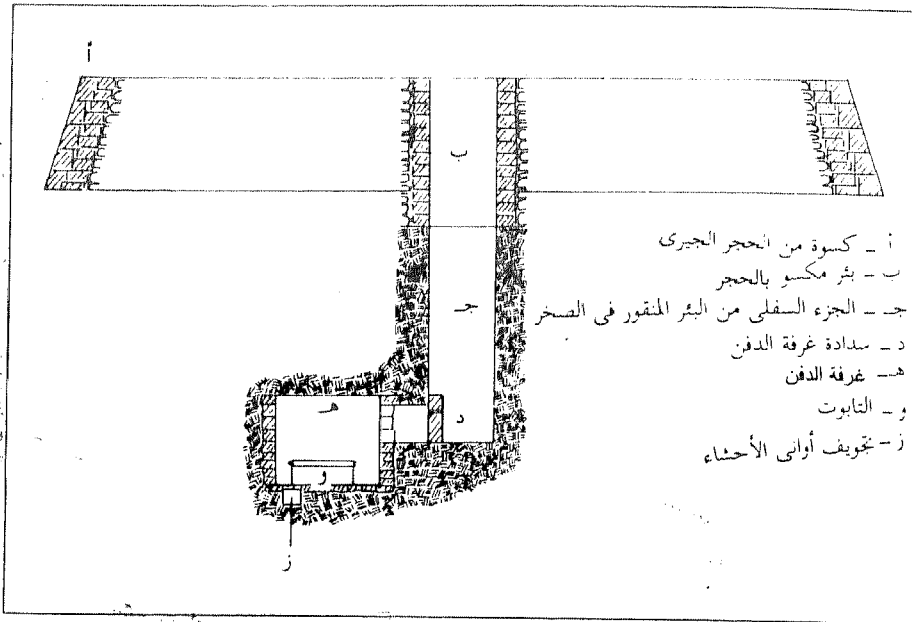 أ
ب
جـ
د
هـ
و
ز
أ ـ كسوة من الحجر الجيرى
ب ـ بئر مكسو بالحجر
جـ ـ الجزء السفلى من البئر المنقور فى الصخر
د ـ سدادة غرفة الدفن
هـ ـ غرفة الدفن
و ـ التابوت
ز ـ تجويف أوانى الأحشاء